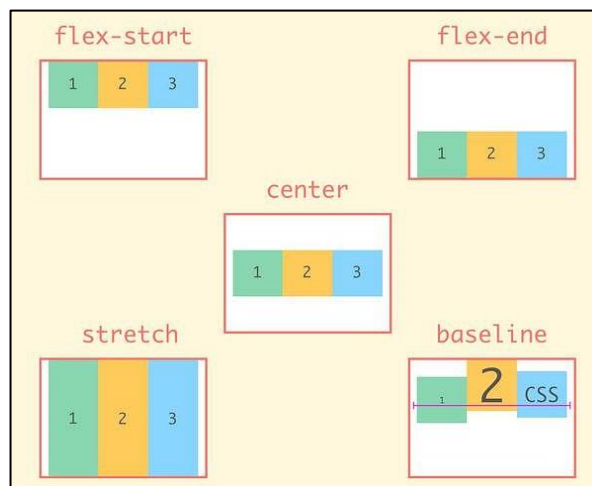 flex-start
1 2 3
flex-end
1 2 3
center
1 2 3
stretch
1 2 3
baseline
1 2 CSS